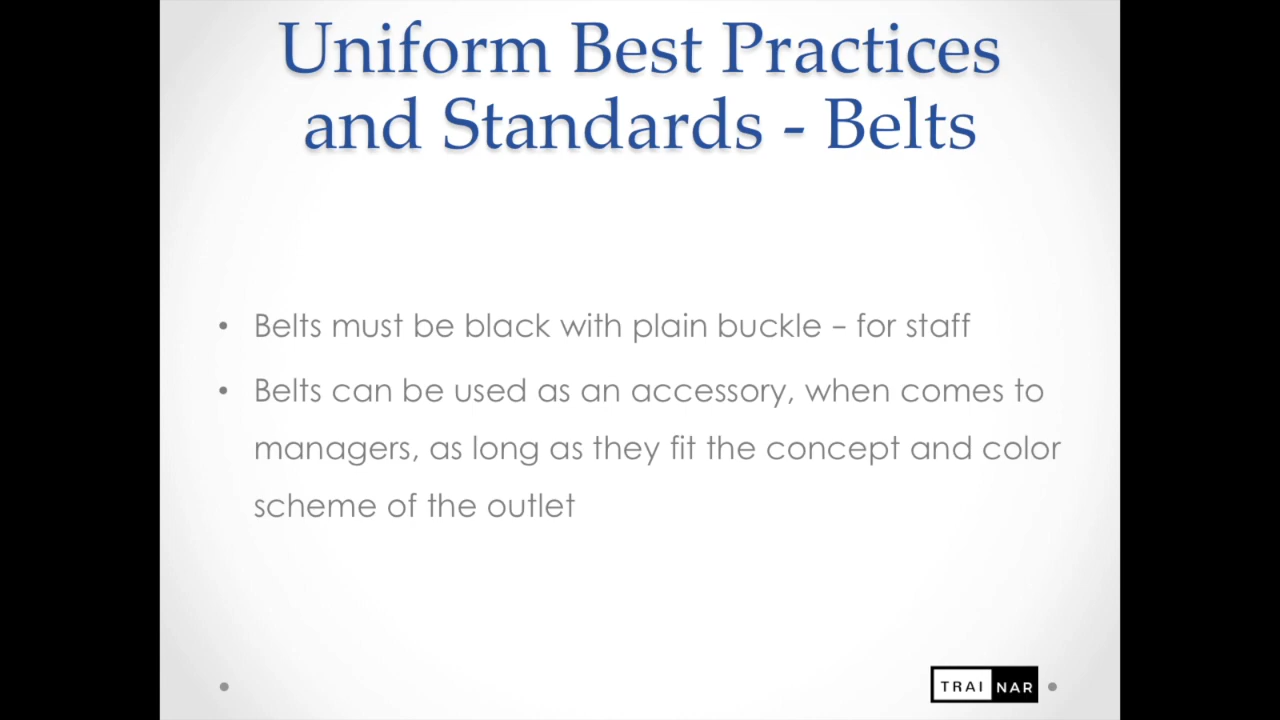 Uniform Best Practices
and Standards - Belts
• Belts must be black with plain buckle – for staff
• Belts can be used as an accessory, when comes to
managers, as long as they fit the concept and color
scheme of the outlet
TRAI NAR